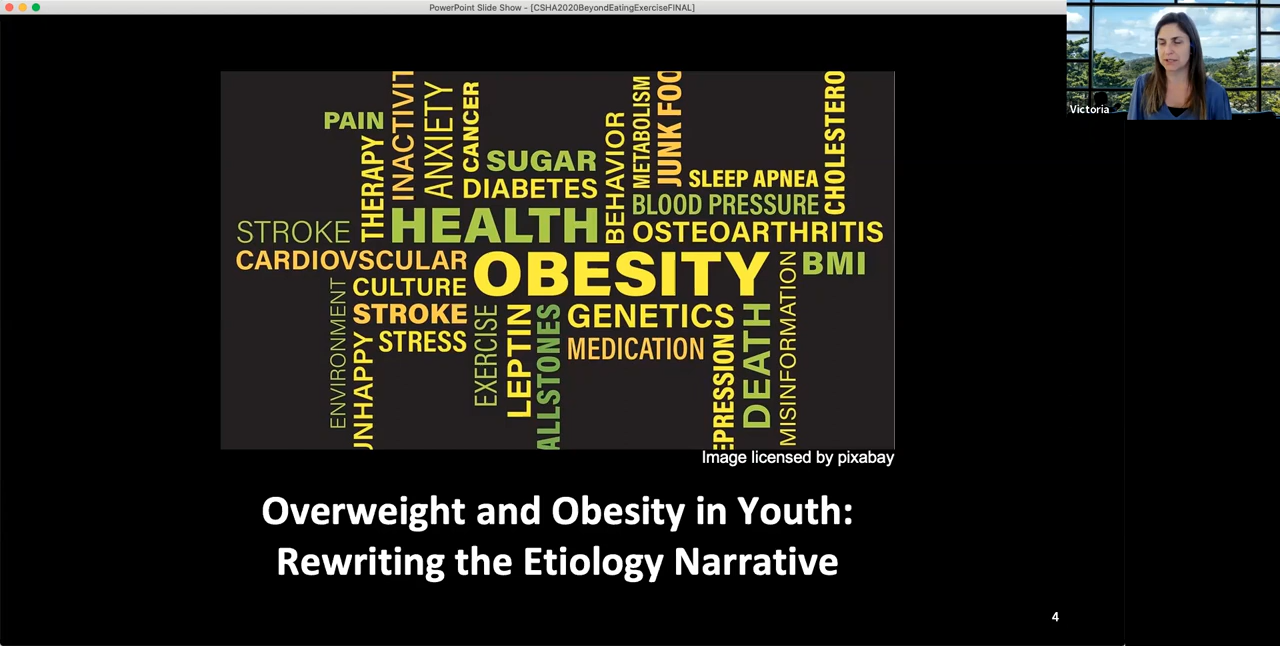 PowerPoint Slide Show - [CSHA2020BeyondEatingExerciseFINAL]
Victoria
PAIN
THERAPY
INACTIVIT
ANXIETY
CANCER
SUGAR
DIABETES
BEHAVIOR
METABOLISM
JUNK FOO
SLEEP APNEA
CHOLESTERO
BLOOD PRESSURE
STROKE
HEALTH
OSTEOARTHRITIS
CARDIOVSCULAR
OBESITY
BMI
CULTURE
ENVIRONMENT
STROKE
STRESS
UNHAPPY
EXERCISE
LEPTIN
ALLSTONES
GENETICS
MEDICATION
EPRESSION
DEATH
MISINFORMATION
Image licensed by pixabay
Overweight and Obesity in Youth:
Rewriting the Etiology Narrative
4